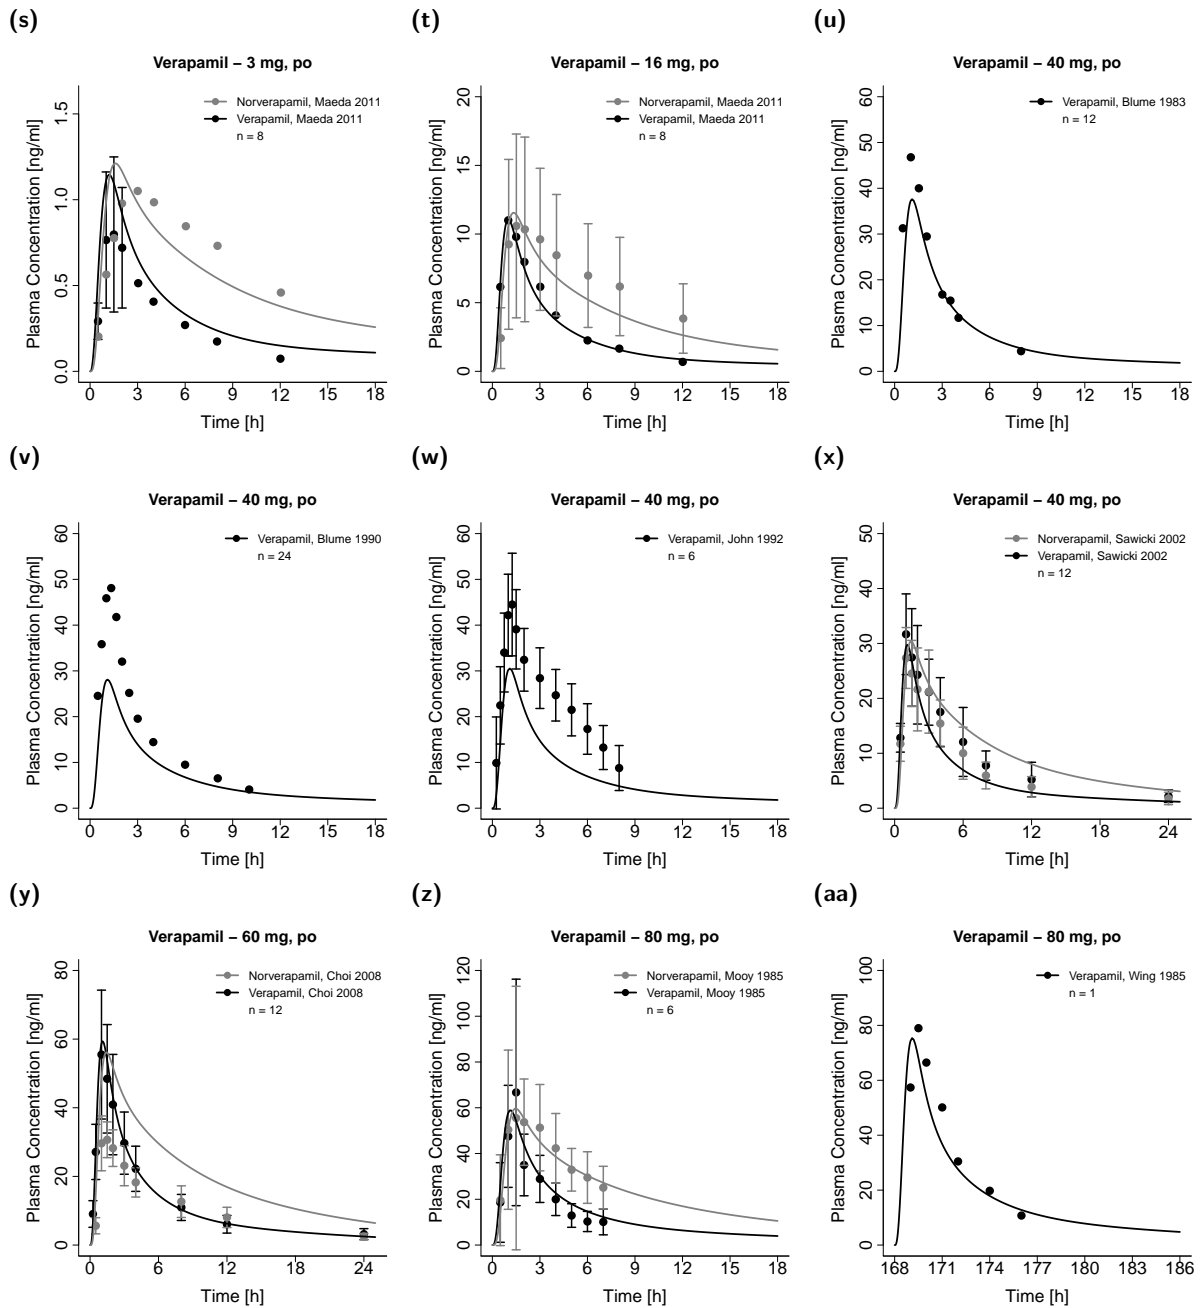 (s)
Verapamil – 3 mg, po
Plasma Concentration [ng/ml]
0.0 0.5 1.0 1.5
Norverapamil, Maeda 2011
Verapamil, Maeda 2011
n = 8
0 3 6 9 12 15 18
Time [h]
(t)
Verapamil – 16 mg, po
Plasma Concentration [ng/ml]
0 5 10 15 20
Norverapamil, Maeda 2011
Verapamil, Maeda 2011
n = 8
0 3 6 9 12 15 18
Time [h]
(u)
Verapamil – 40 mg, po
Plasma Concentration [ng/ml]
0 10 20 30 40 50 60
Verapamil, Blume 1983
n = 12
0 3 6 9 12 15 18
Time [h]
(v)
Verapamil – 40 mg, po
Plasma Concentration [ng/ml]
0 10 20 30 40 50 60
Verapamil, Blume 1990
n = 24
0 3 6 9 12 15 18
Time [h]
(w)
Verapamil – 40 mg, po
Plasma Concentration [ng/ml]
0 10 20 30 40 50 60
Verapamil, John 1992
n = 6
0 3 6 9 12 15 18
Time [h]
(x)
Verapamil – 40 mg, po
Plasma Concentration [ng/ml]
0 10 20 30 40 50
Norverapamil, Sawicki 2002
Verapamil, Sawicki 2002
n = 12
0 6 12 18 24
Time [h]
(y)
Verapamil – 60 mg, po
Plasma Concentration [ng/ml]
0 20 40 60 80
Norverapamil, Choi 2008
Verapamil, Choi 2008
n = 12
0 6 12 18 24
Time [h]
(z)
Verapamil – 80 mg, po
Plasma Concentration [ng/ml]
0 20 40 60 80 100 120
Norverapamil, Mooy 1985
Verapamil, Mooy 1985
n = 6
0 3 6 9 12 15 18
Time [h]
(aa)
Verapamil – 80 mg, po
Plasma Concentration [ng/ml]
0 20 40 60 80 100
Verapamil, Wing 1985
n = 1
168 171 174 177 180 183 186
Time [h]